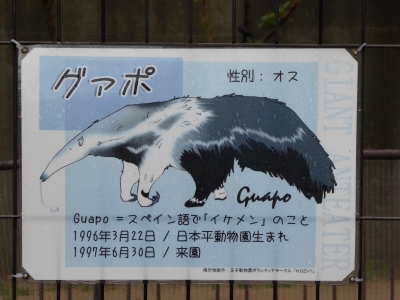 グァポ
性別：オス
GIANT ANTEATER
Guapo
Guapo＝スペイン語で「イケメン」のこと
1996年3月22日 / 日本平動物園生まれ
1997年6月30日 / 来園